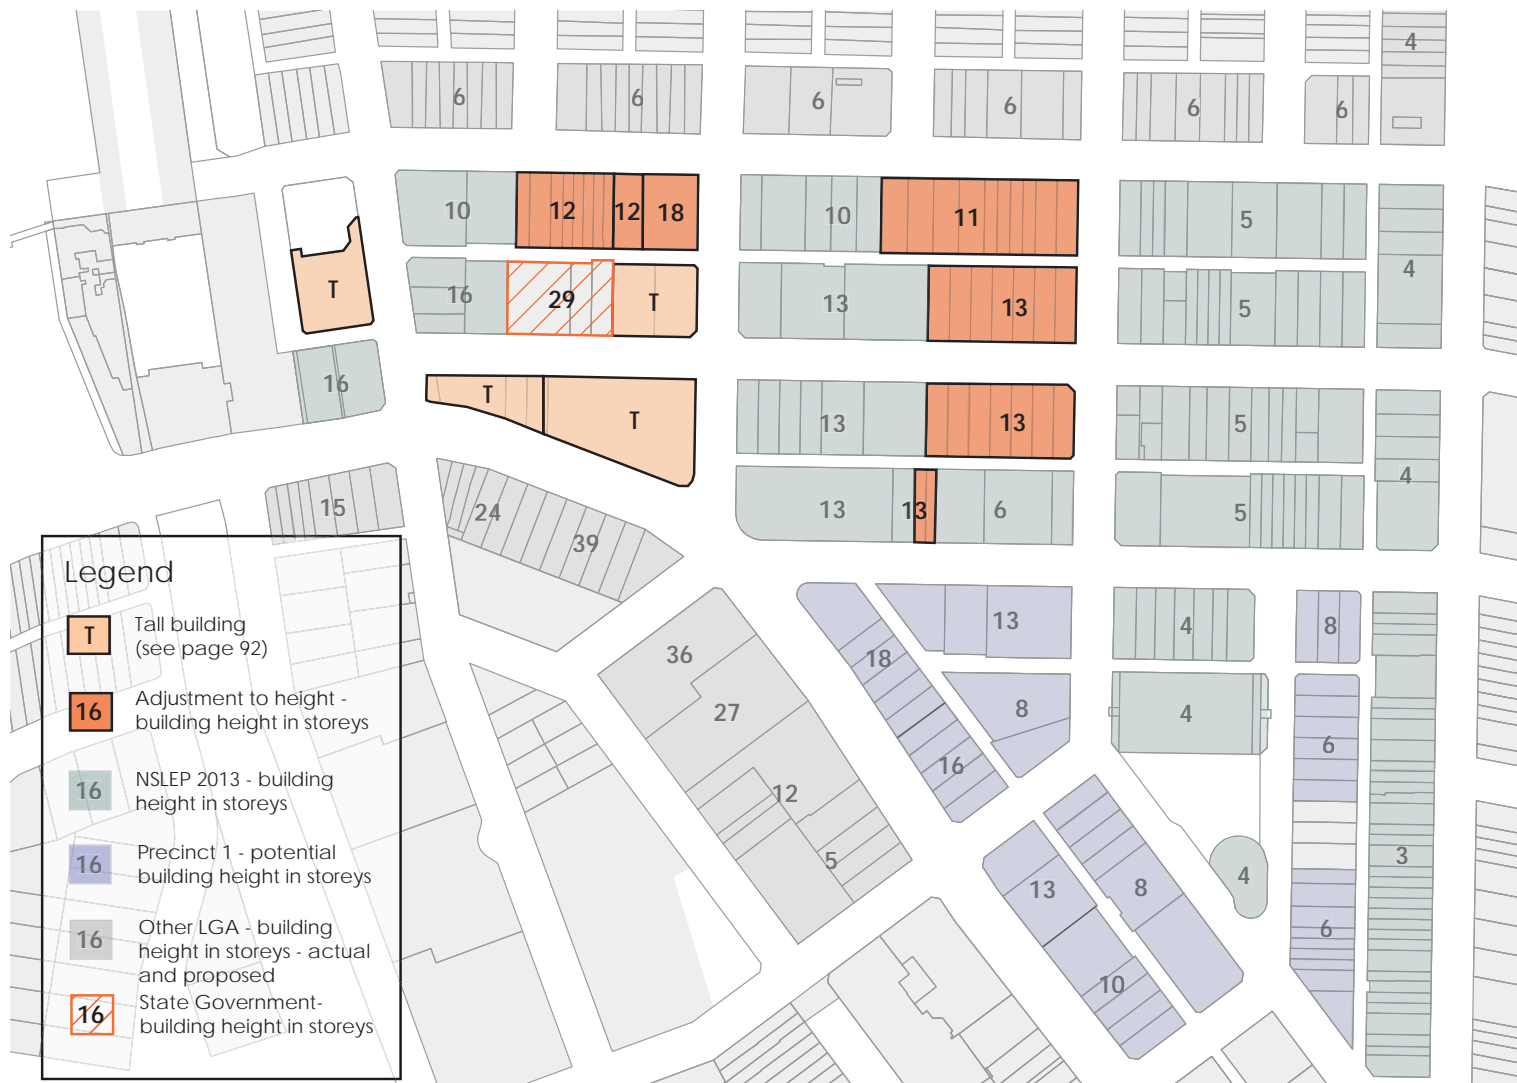 4
6
6
6
6
6
6
10
12
12
18
10
11
5
4
T
16
29
T
13
13
5
16
T
T
13
13
5
4
15
24
39
13
13
6
5
36
27
12
5
18
13
8
16
4
8
4
6
13
8
10
4
6
3
Legend
T
Tall building
(see page 92)
16
Adjustment to height -
building height in storeys
16
NSLEP 2013 - building
height in storeys
16
Precinct 1 - potential
building height in storeys
16
Other LGA - building
height in storeys - actual
and proposed
16
State Government-
building height in storeys